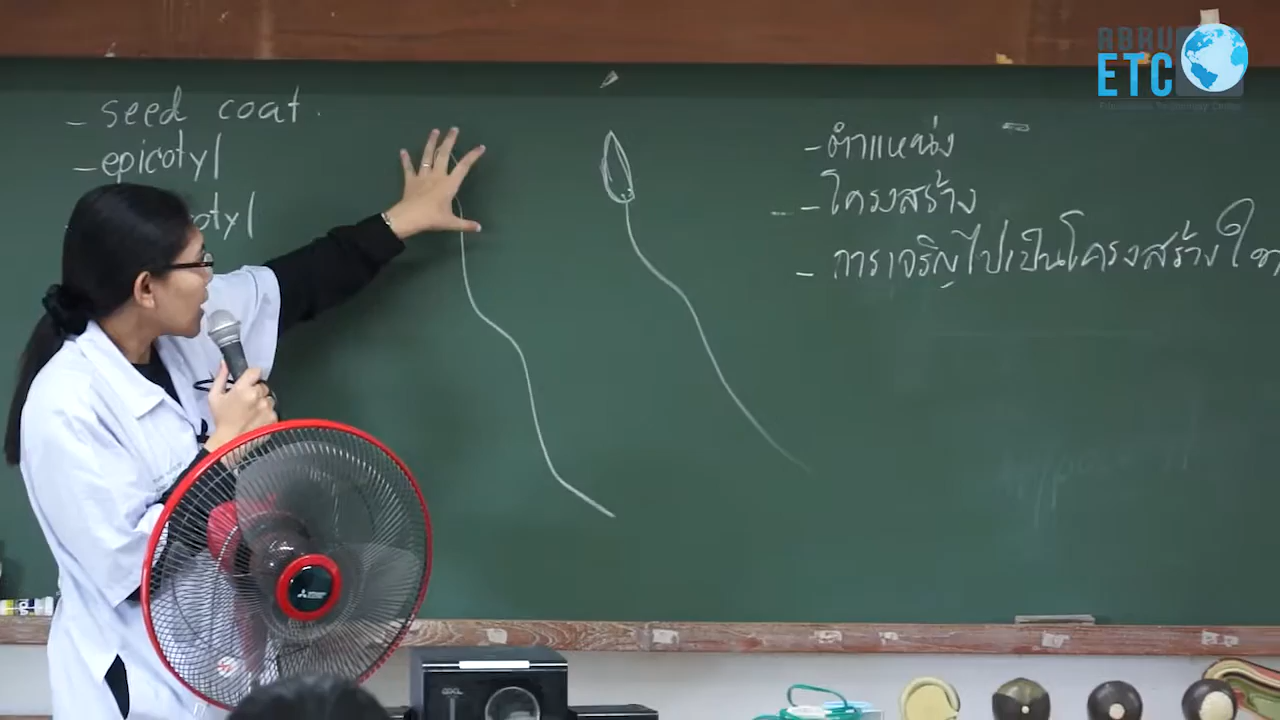 - seed coat.
- epicotyl
otyl
- ตำแหน่ง
- โครงสร้าง
- การเจริญไปเป็นโครงสร้างใ
ETC